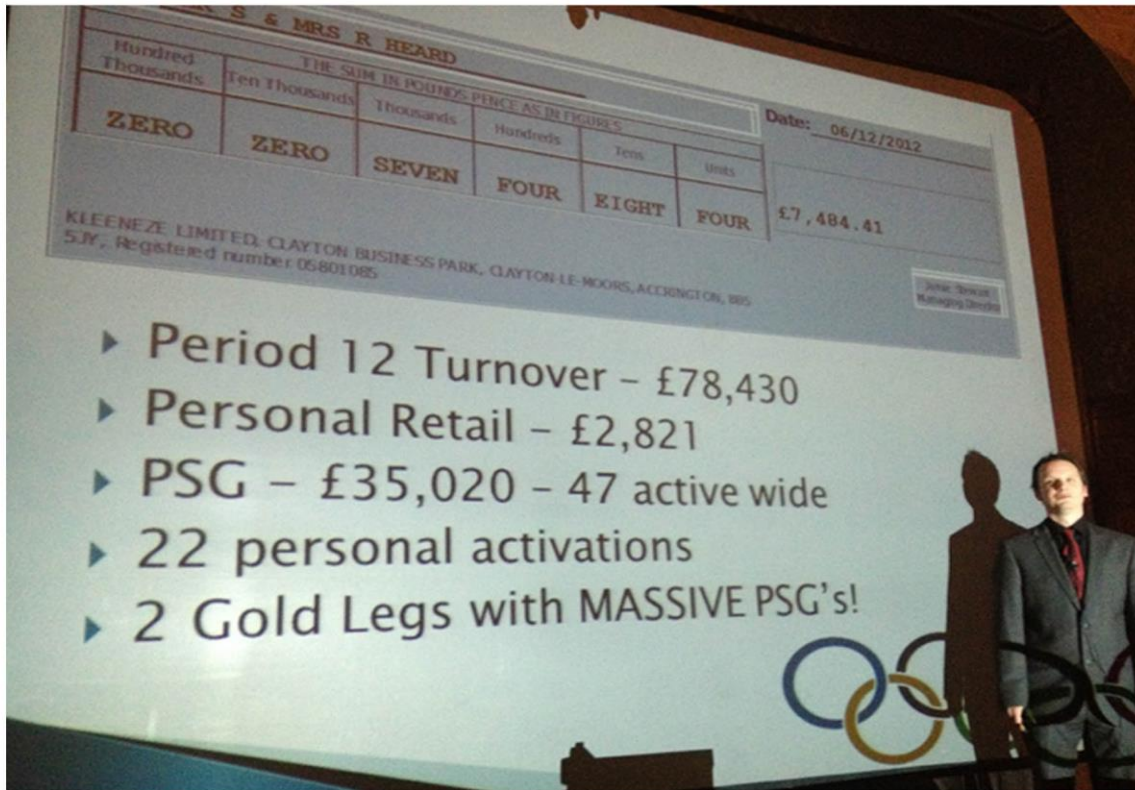 S & MRS R HEARD
THE SUM IN POUNDS PENCE AS IN FIGURES
Hundred Thousands
Ten Thousands
Thousands
Hundreds
Tens
Units
ZERO
ZERO
SEVEN
FOUR
EIGHT
FOUR
Date: 06/12/2012
£7,484.41
KLEENEZE LIMITED, CLAYTON BUSINESS PARK, CLAYTON-LE-MOORS, ACCRINGTON, BB5
5JY, Registered number 05801085
Managing Director
Period 12 Turnover – £78,430
Personal Retail – £2,821
PSG – £35,020 – 47 active wide
22 personal activations
2 Gold Legs with MASSIVE PSG's!